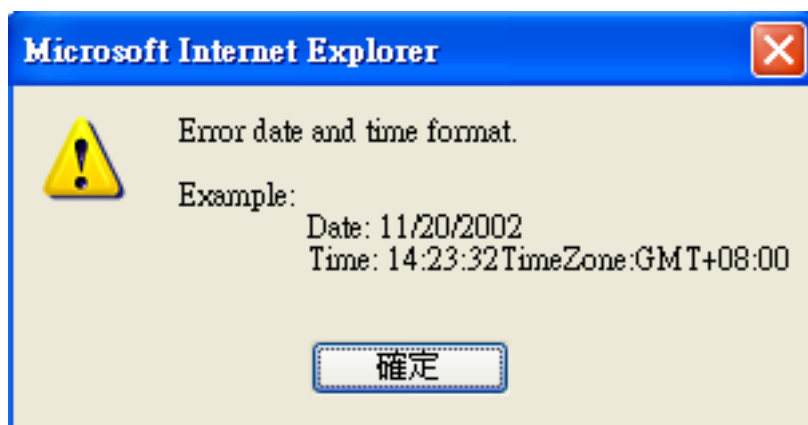 Microsoft Internet Explorer
Error date and time format.
Example:
Date: 11/20/2002
Time: 14:23:32TimeZone:GMT+08:00
確定